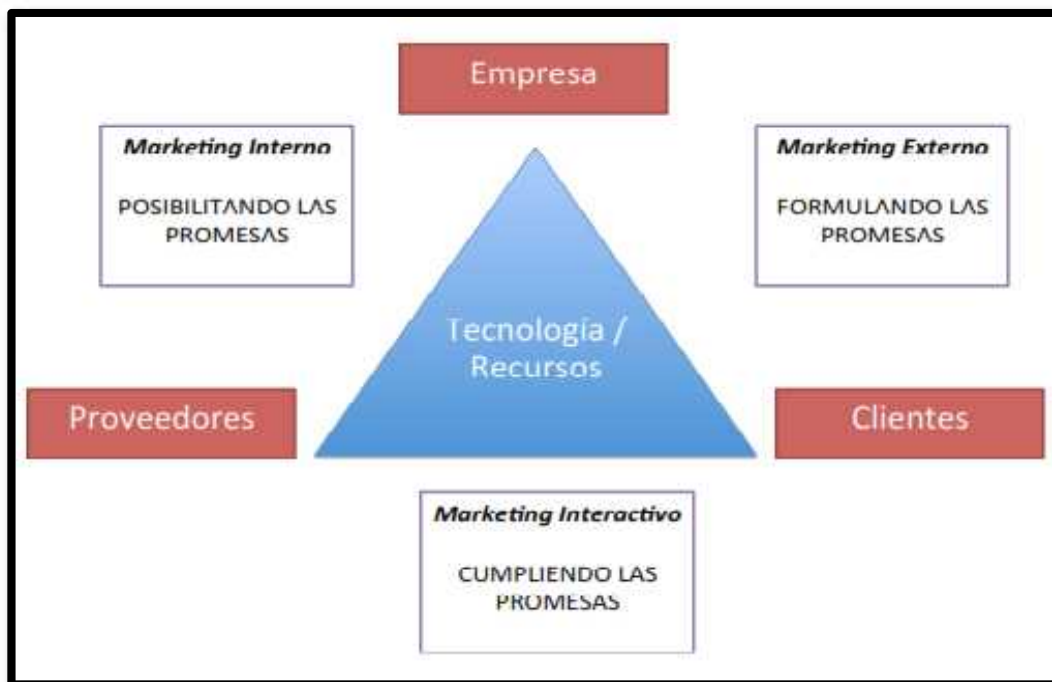 Empresa
Marketing Interno
POSIBILITANDO LAS
PROMESAS
Marketing Externo
FORMULANDO LAS
PROMESAS
Tecnología /
Recursos
Proveedores
Clientes
Marketing Interactivo
CUMPLIENDO LAS
PROMESAS